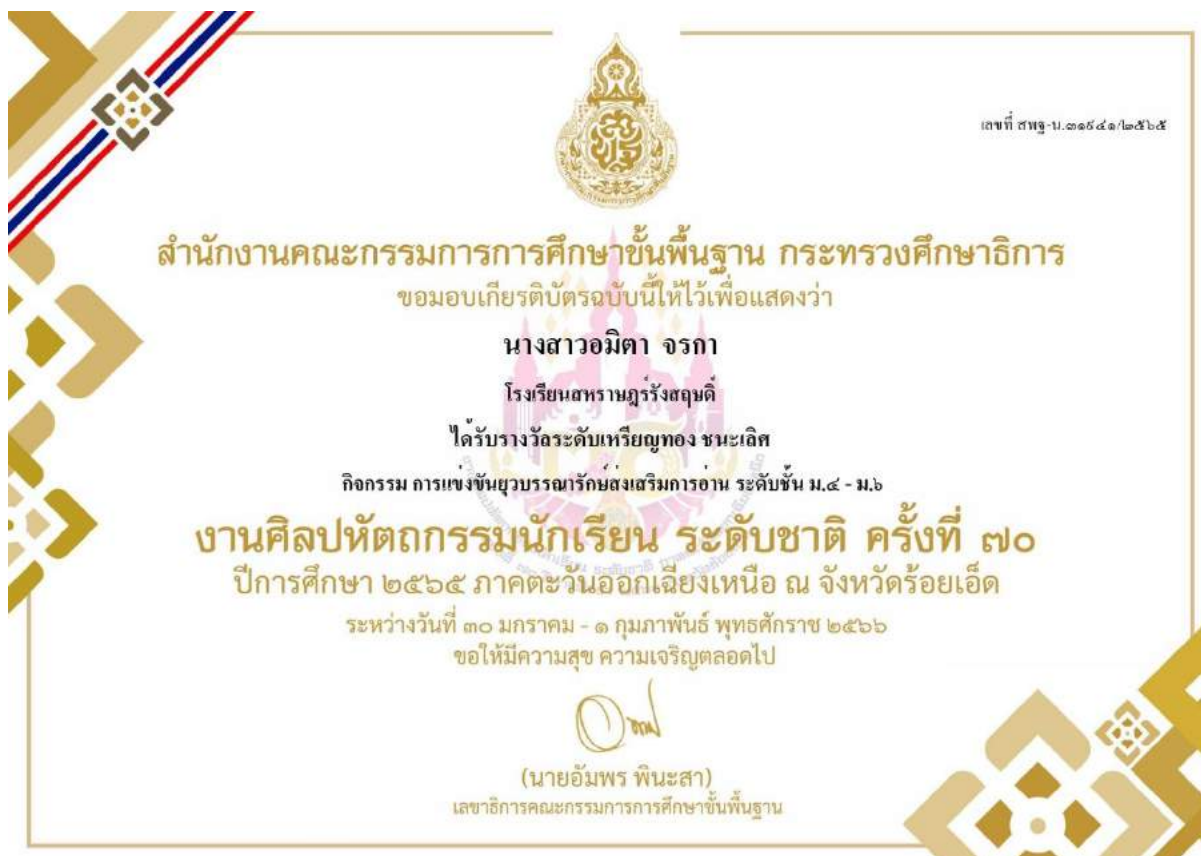 เลขที่ สพฐ-น.๓๑๙๔๑/๒๕๖๕
สำนักงานคณะกรรมการการศึกษาขั้นพื้นฐาน กระทรวงศึกษาธิการ
ขอมอบเกียรติบัตรฉบับนี้ให้ไว้เพื่อแสดงว่า
นางสาวอมิตา จรกา
โรงเรียนสหราษฎร์รังสฤษดิ์
ได้รับรางวัลระดับเหรียญทอง ชนะเลิศ
กิจกรรม การแข่งขันยุวบรรณารักษ์ส่งเสริมการอ่าน ระดับชั้น ม.๔ - ม.๖
งานศิลปหัตถกรรมนักเรียน ระดับชาติ ครั้งที่ ๗๐
ปีการศึกษา ๒๕๖๕ ภาคตะวันออกเฉียงเหนือ ณ จังหวัดร้อยเอ็ด
ระหว่างวันที่ ๓๐ มกราคม - ๑ กุมภาพันธ์ พุทธศักราช ๒๕๖๖
ขอให้มีความสุข ความเจริญตลอดไป
(นายอัมพร พินะสา)
เลขาธิการคณะกรรมการการศึกษาขั้นพื้นฐาน